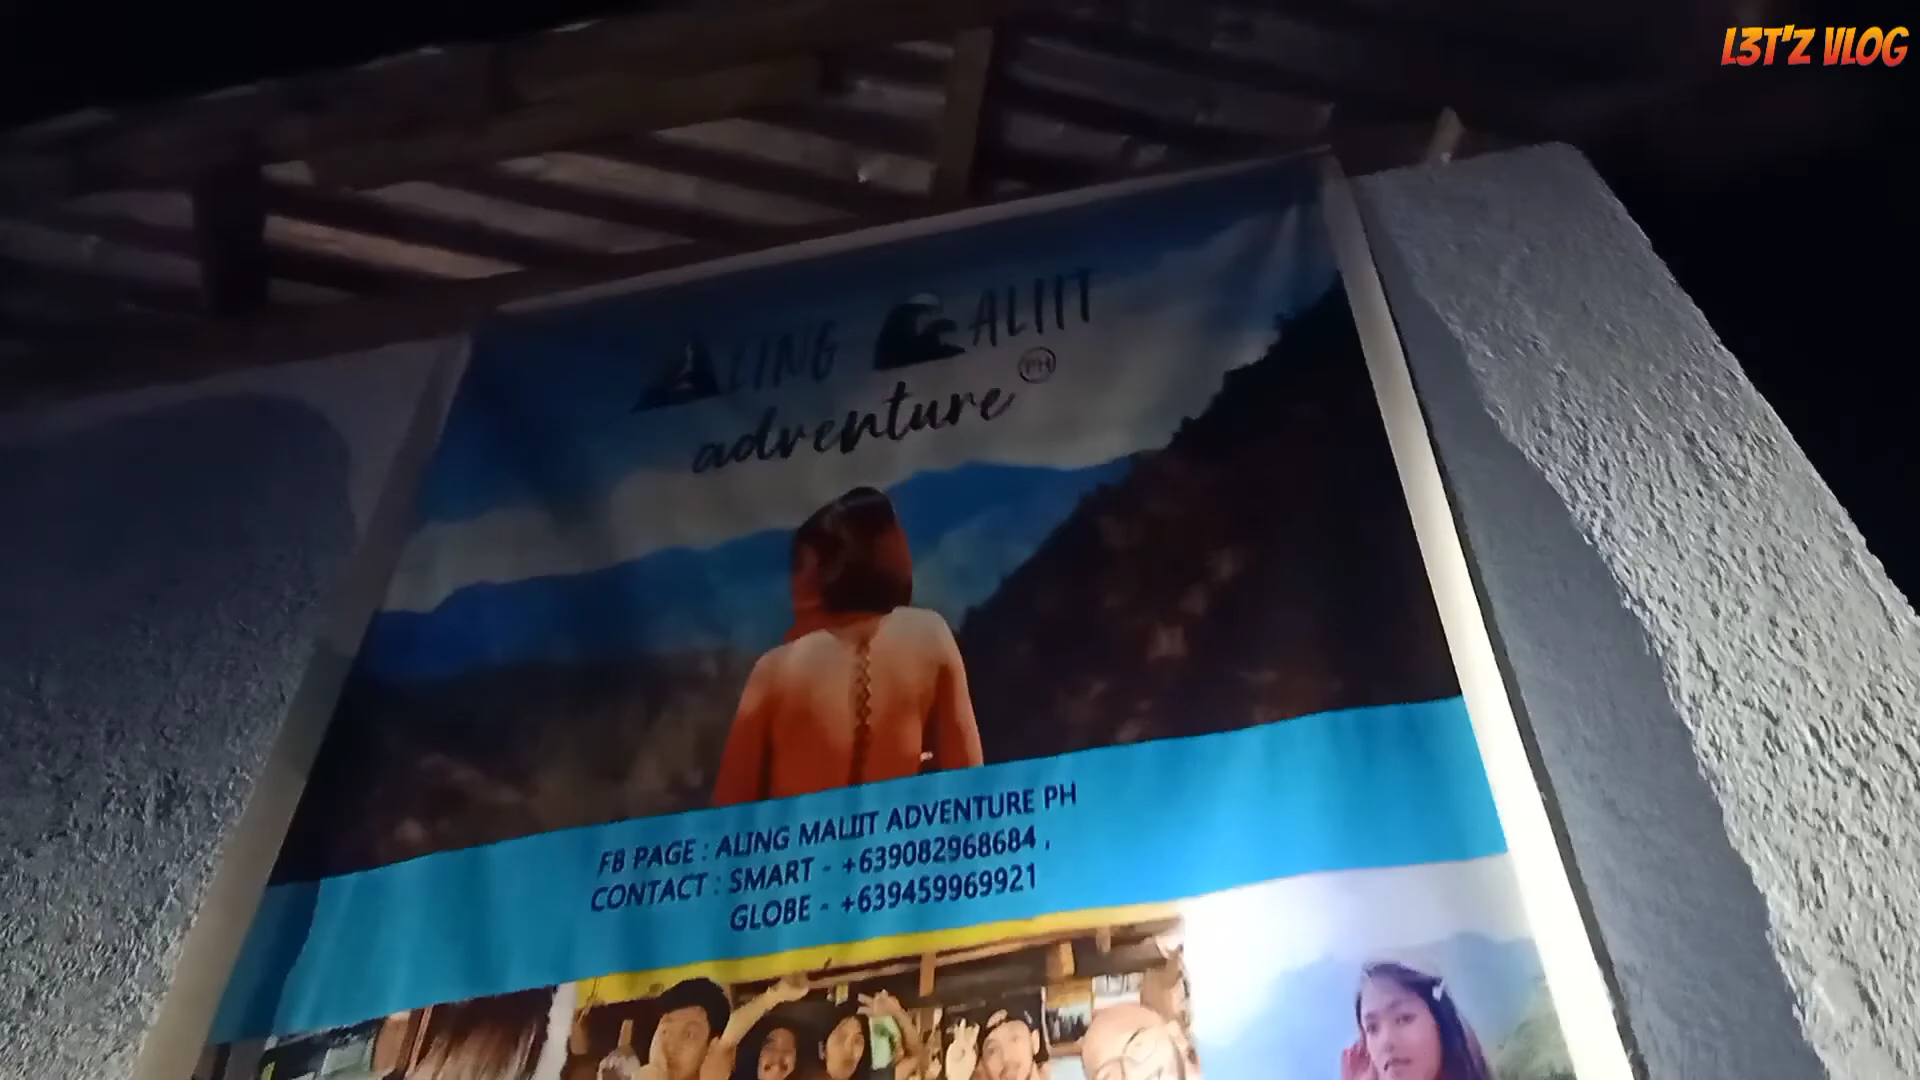 L3T'Z VLOG
ALING MALIIT
adventure PH
FB PAGE : ALING MALIIT ADVENTURE PH
CONTACT : SMART - +639082968684 ,
GLOBE - +639459969921